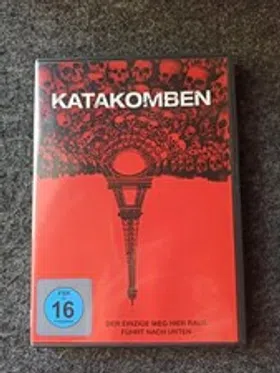 KATAKOMBEN
DER EINZIGE WEG HIER RAUS
FÜHRT NACH UNTEN
16